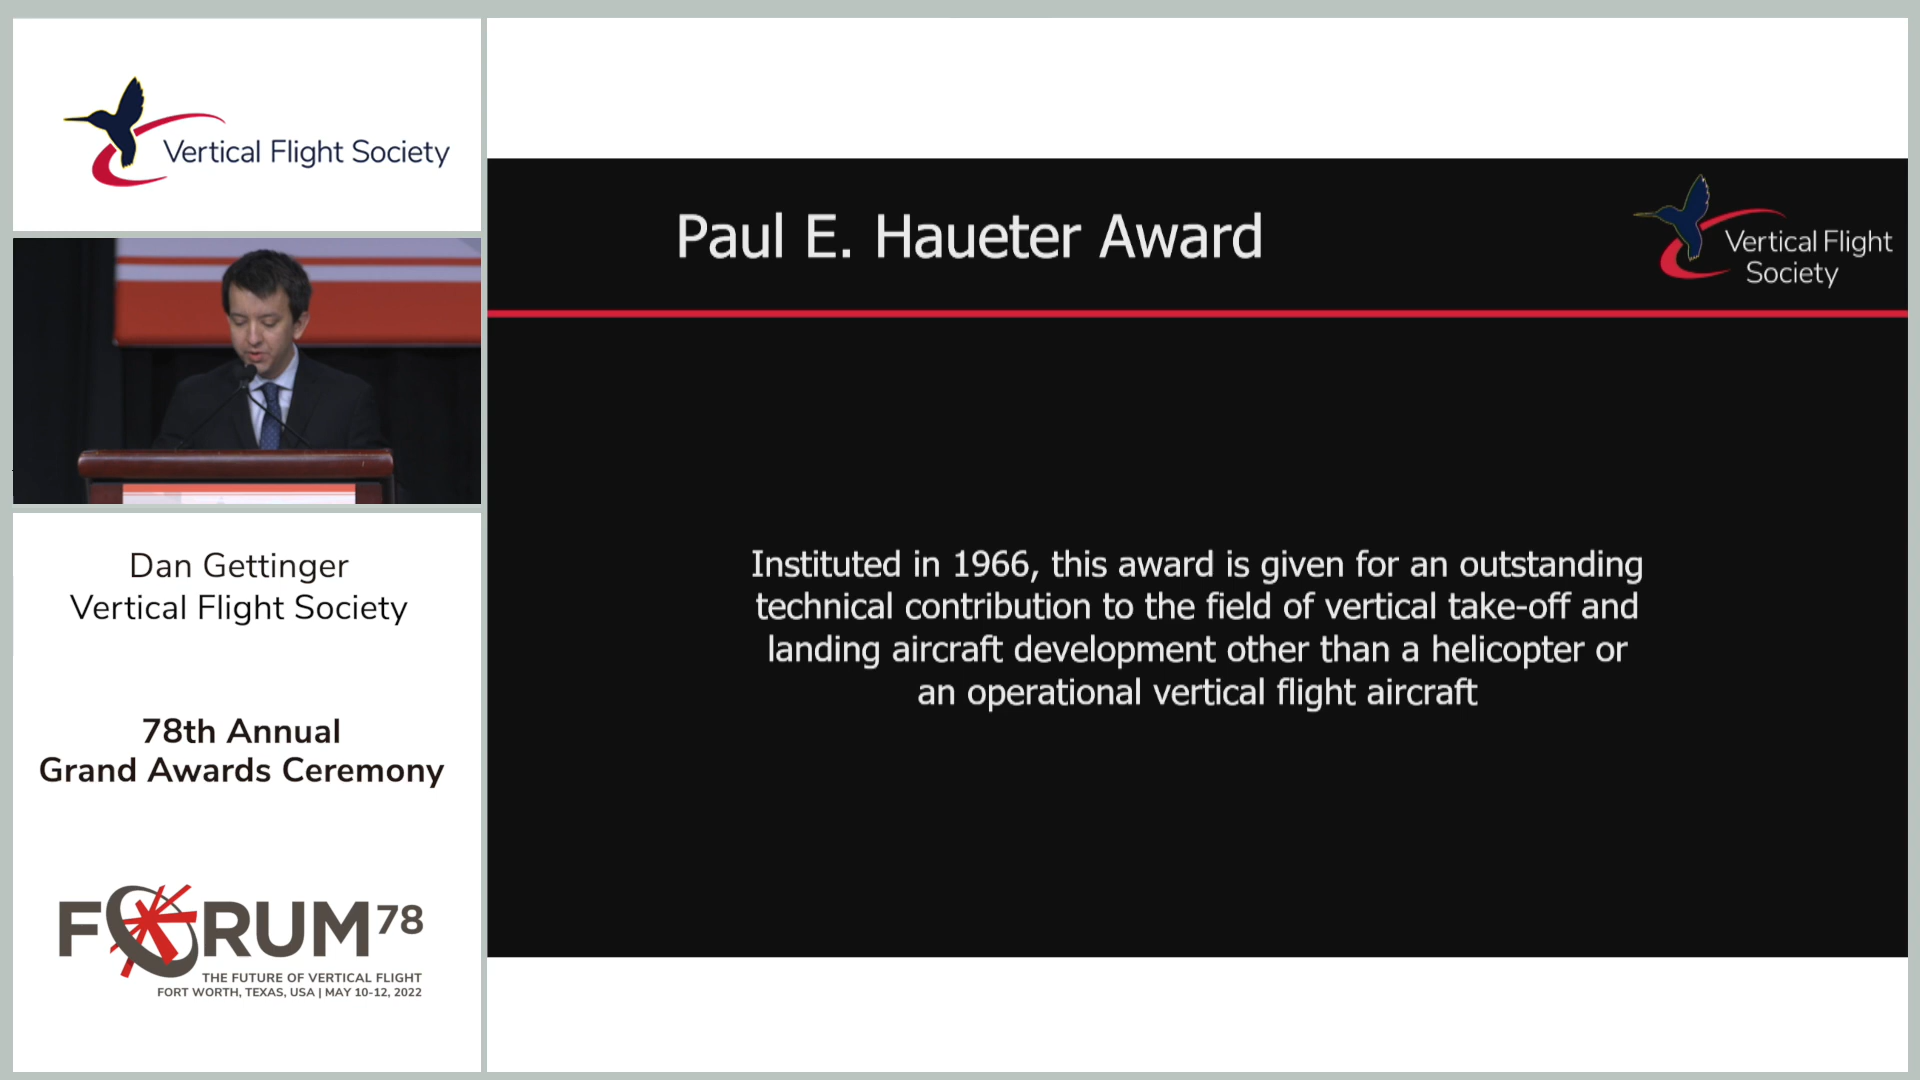 Vertical Flight Society
Dan Gettinger
Vertical Flight Society
78th Annual
Grand Awards Ceremony
FORUM 78
THE FUTURE OF VERTICAL FLIGHT
FORT WORTH, TEXAS, USA | MAY 10-12, 2022
Paul E. Haueter Award
Vertical Flight
Society
Instituted in 1966, this award is given for an outstanding
technical contribution to the field of vertical take-off and
landing aircraft development other than a helicopter or
an operational vertical flight aircraft